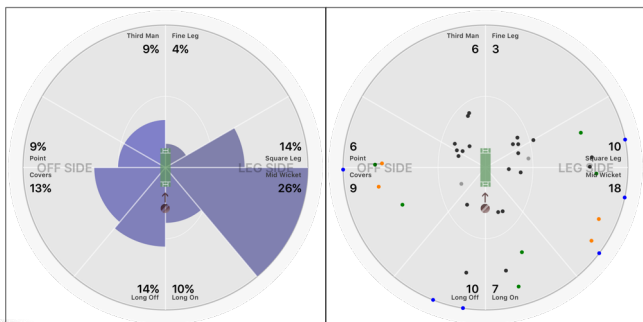 Third Man Fine Leg
9% 4%
9% 14%
Point Square Leg
OFF SIDE LEG SIDE
Covers Mid Wicket
13% 26%
14% 10%
Long Off Long On
Third Man Fine Leg
6 3
6 10
Point Square Leg
OFF SIDE LEG SIDE
Covers Mid Wicket
9 18
10 7
Long Off Long On